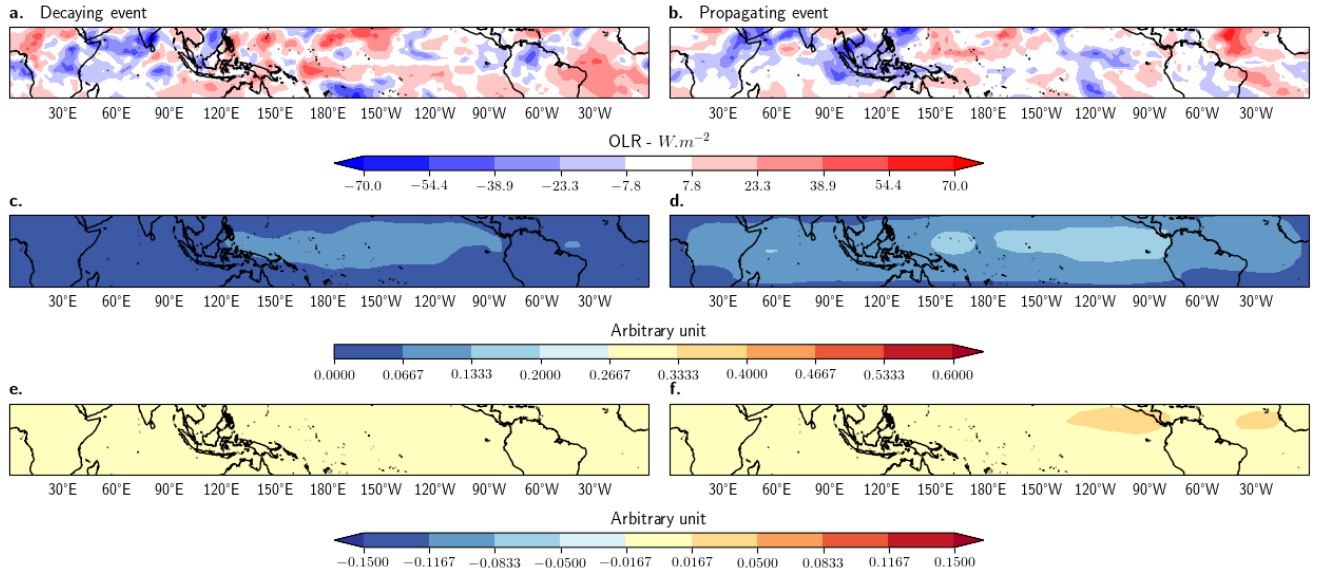 a. Decaying event
b. Propagating event
30°E 60°E 90°E 120°E 150°E 180°E 150°W 120°W 90°W 60°W 30°W
30°E 60°E 90°E 120°E 150°E 180°E 150°W 120°W 90°W 60°W 30°W
OLR - W.m⁻²
−70.0 −54.4 −38.9 −23.3 −7.8 7.8 23.3 38.9 54.4 70.0
c.
d.
30°E 60°E 90°E 120°E 150°E 180°E 150°W 120°W 90°W 60°W 30°W
30°E 60°E 90°E 120°E 150°E 180°E 150°W 120°W 90°W 60°W 30°W
Arbitrary unit
0.0000 0.0667 0.1333 0.2000 0.2667 0.3333 0.4000 0.4667 0.5333 0.6000
e.
f.
30°E 60°E 90°E 120°E 150°E 180°E 150°W 120°W 90°W 60°W 30°W
30°E 60°E 90°E 120°E 150°E 180°E 150°W 120°W 90°W 60°W 30°W
Arbitrary unit
−0.1500 −0.1167 −0.0833 −0.0500 −0.0167 0.0167 0.0500 0.0833 0.1167 0.1500